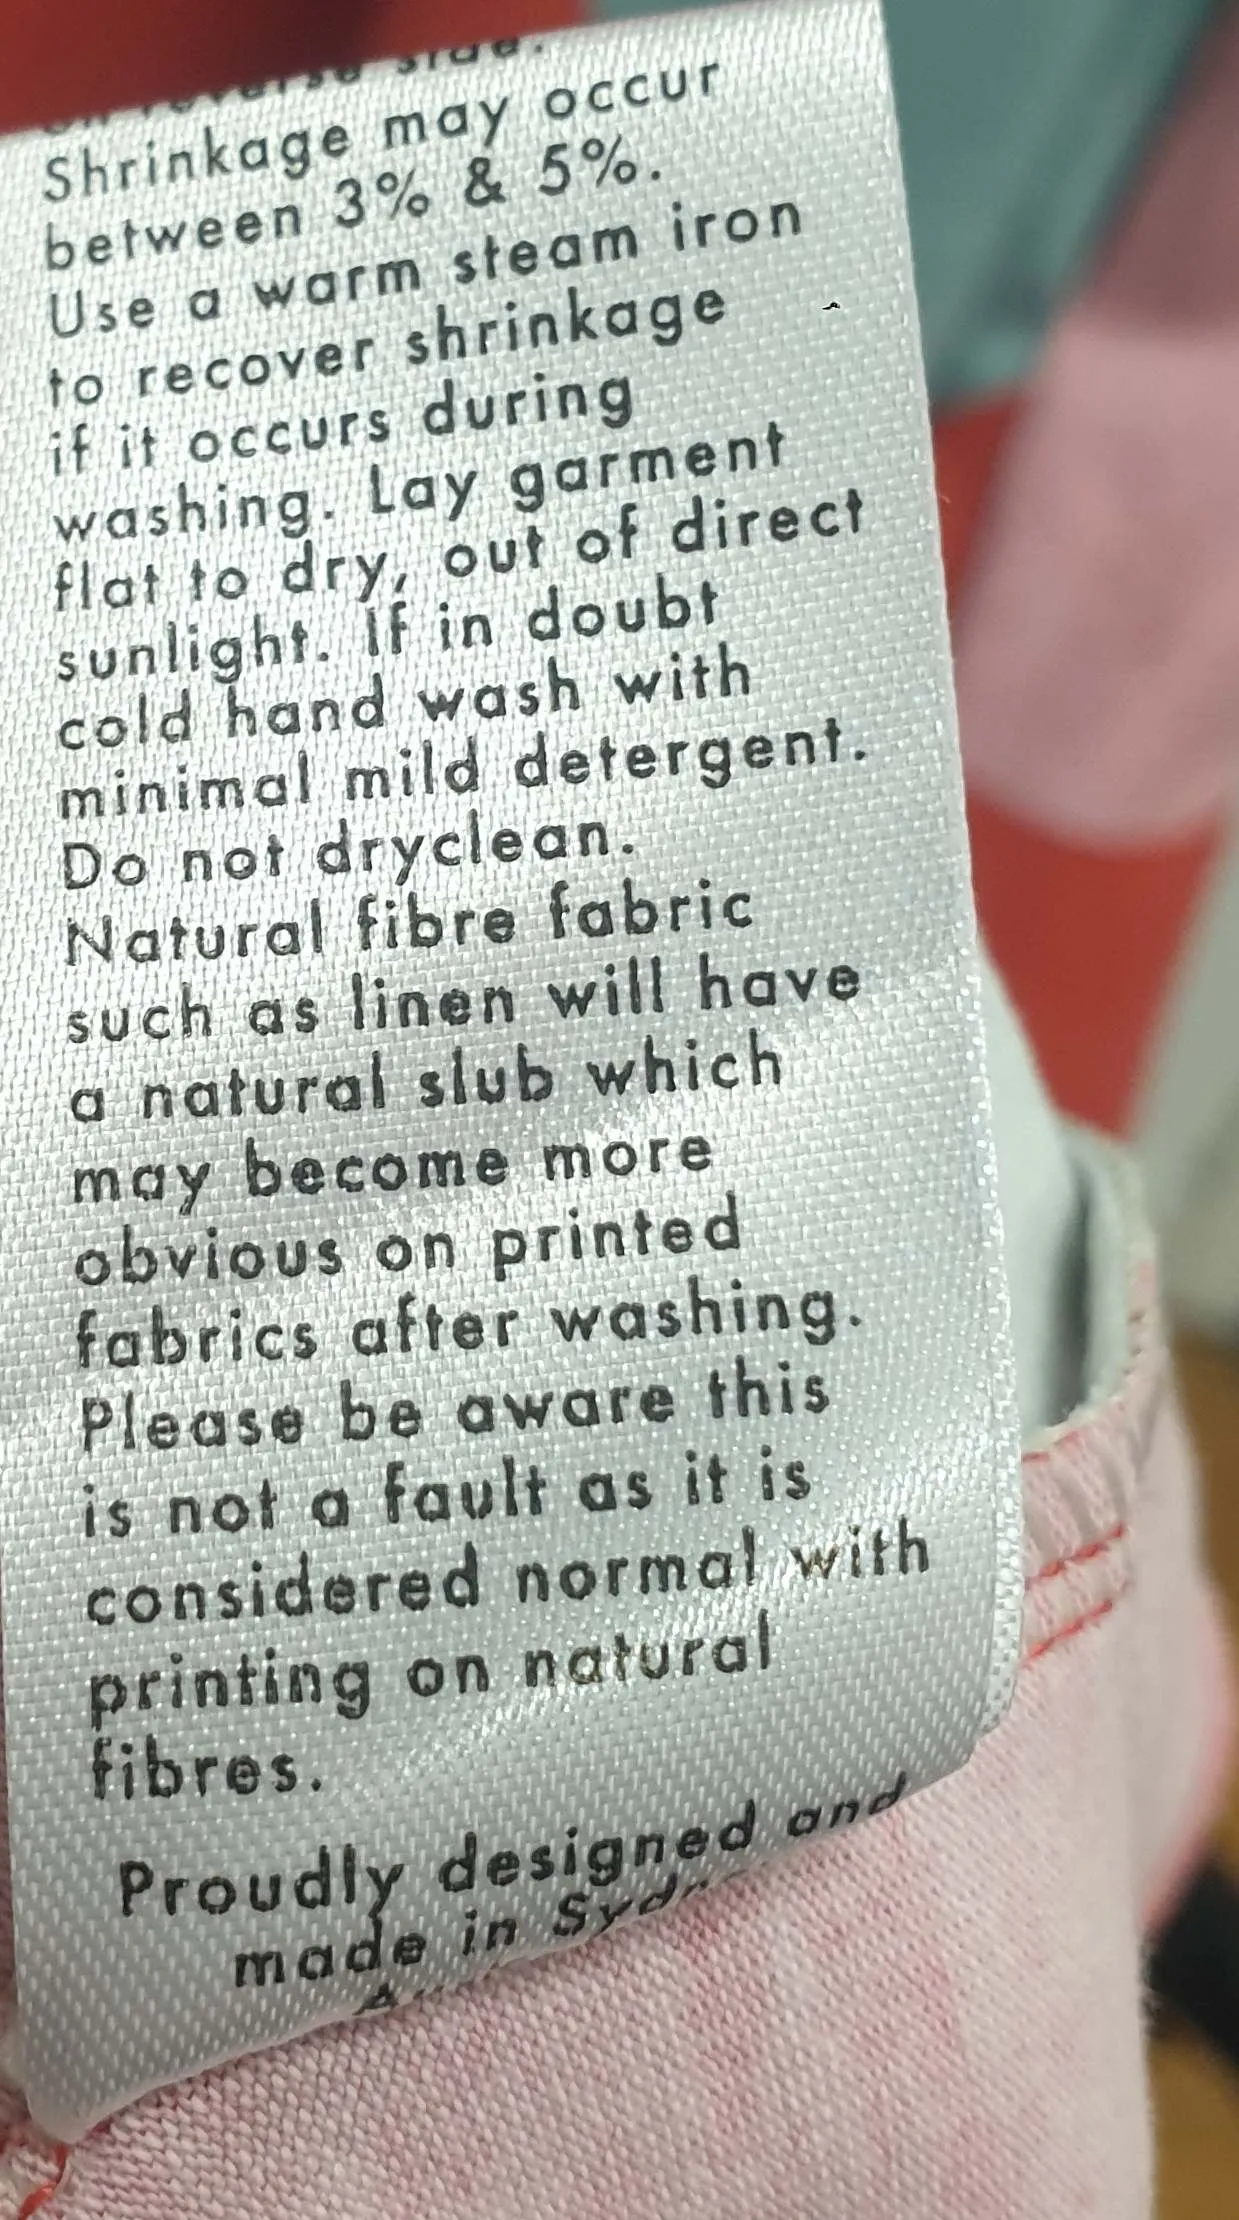 reverse side.
Shrinkage may occur
between 3% & 5%.
Use a warm steam iron
to recover shrinkage
if it occurs during
washing. Lay garment
flat to dry, out of direct
sunlight. If in doubt
cold hand wash with
minimal mild detergent.
Do not dryclean.
Natural fibre fabric
such as linen will have
a natural slub which
may become more
obvious on printed
fabrics after washing.
Please be aware this
is not a fault as it is
considered normal with
printing on natural
fibres.
Proudly designed and
made in